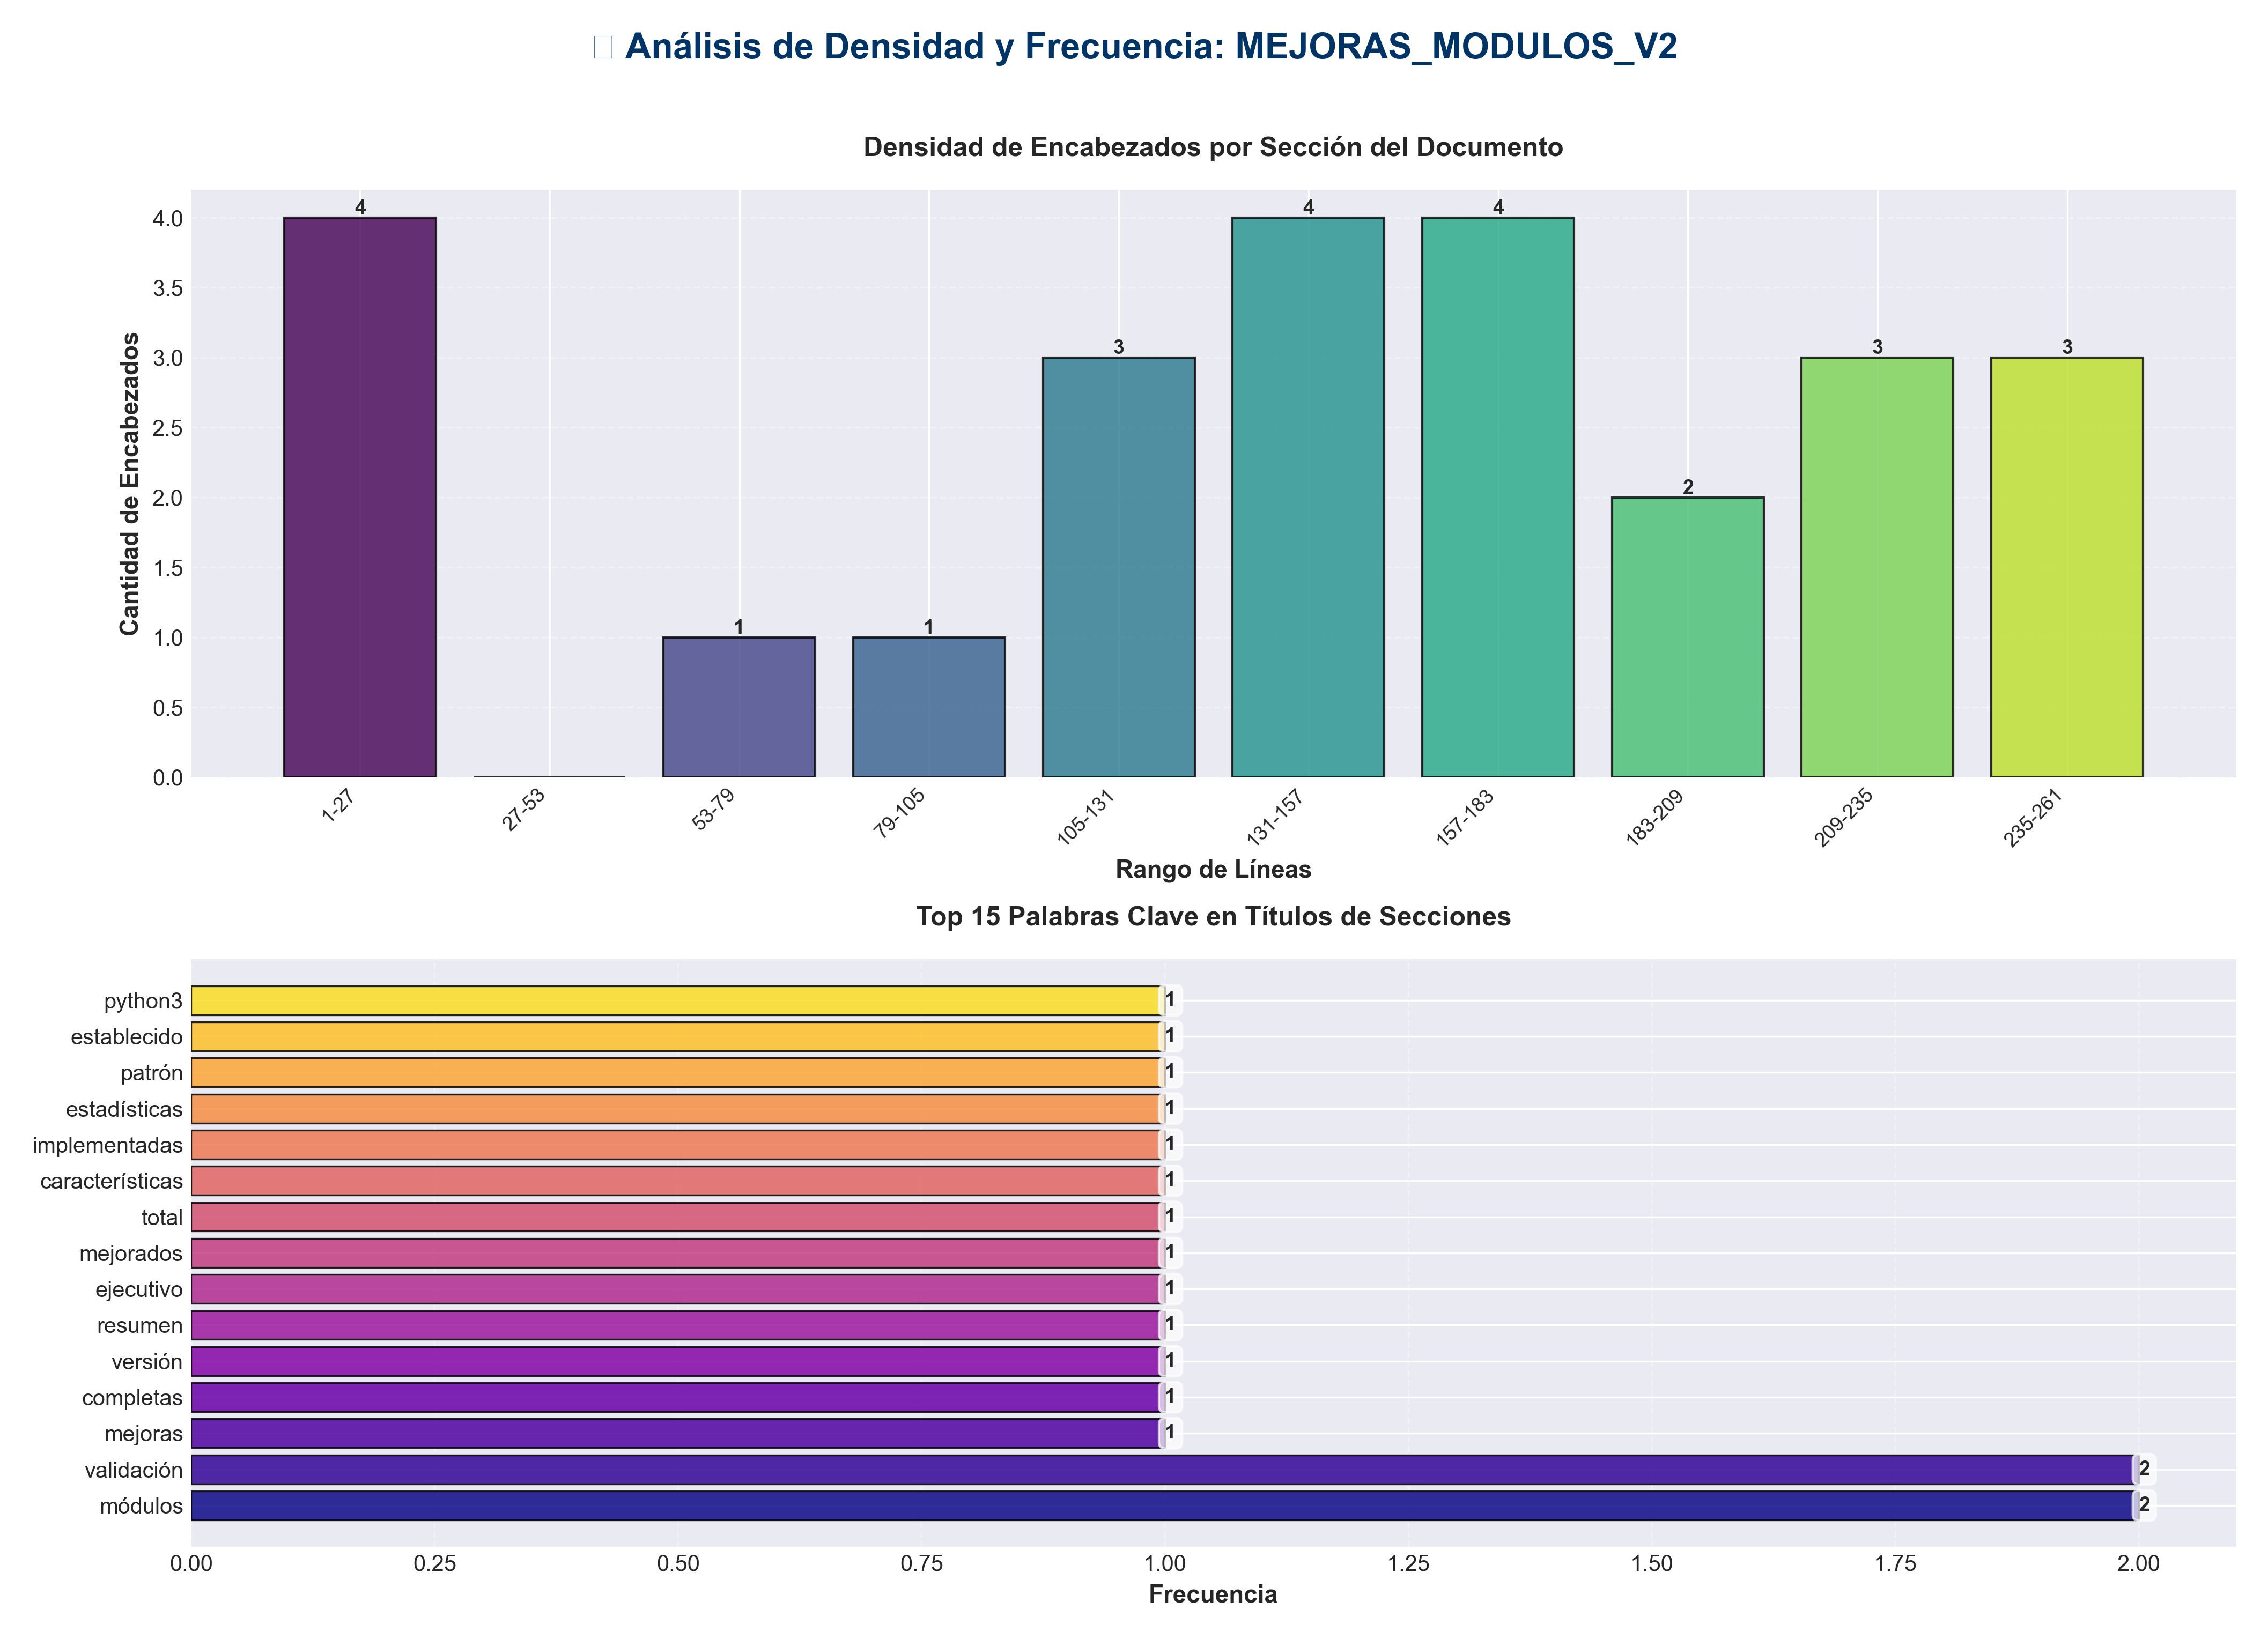 Análisis de Densidad y Frecuencia: MEJORAS_MODULOS_V2
Densidad de Encabezados por Sección del Documento
Cantidad de Encabezados
4.0
3.5
3.0
2.5
2.0
1.5
1.0
0.5
0.0
4
1
1
3
4
4
2
3
3
1-27
27-53
53-79
79-105
105-131
131-157
157-183
183-209
209-235
235-261
Rango de Líneas
Top 15 Palabras Clave en Títulos de Secciones
python3 1
establecido 1
patrón 1
estadísticas 1
implementadas 1
características 1
total 1
mejorados 1
ejecutivo 1
resumen 1
versión 1
completas 1
mejoras 1
validación 2
módulos 2
0.00 0.25 0.50 0.75 1.00 1.25 1.50 1.75 2.00
Frecuencia